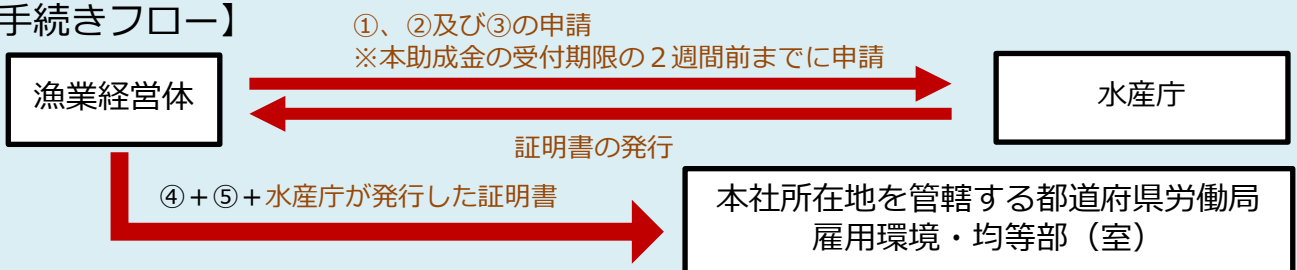 手続きフロー】
①、②及び③の申請
※本助成金の受付期限の２週間前までに申請
漁業経営体
水産庁
証明書の発行
④＋⑤＋水産庁が発行した証明書
本社所在地を管轄する都道府県労働局
雇用環境・均等部（室）